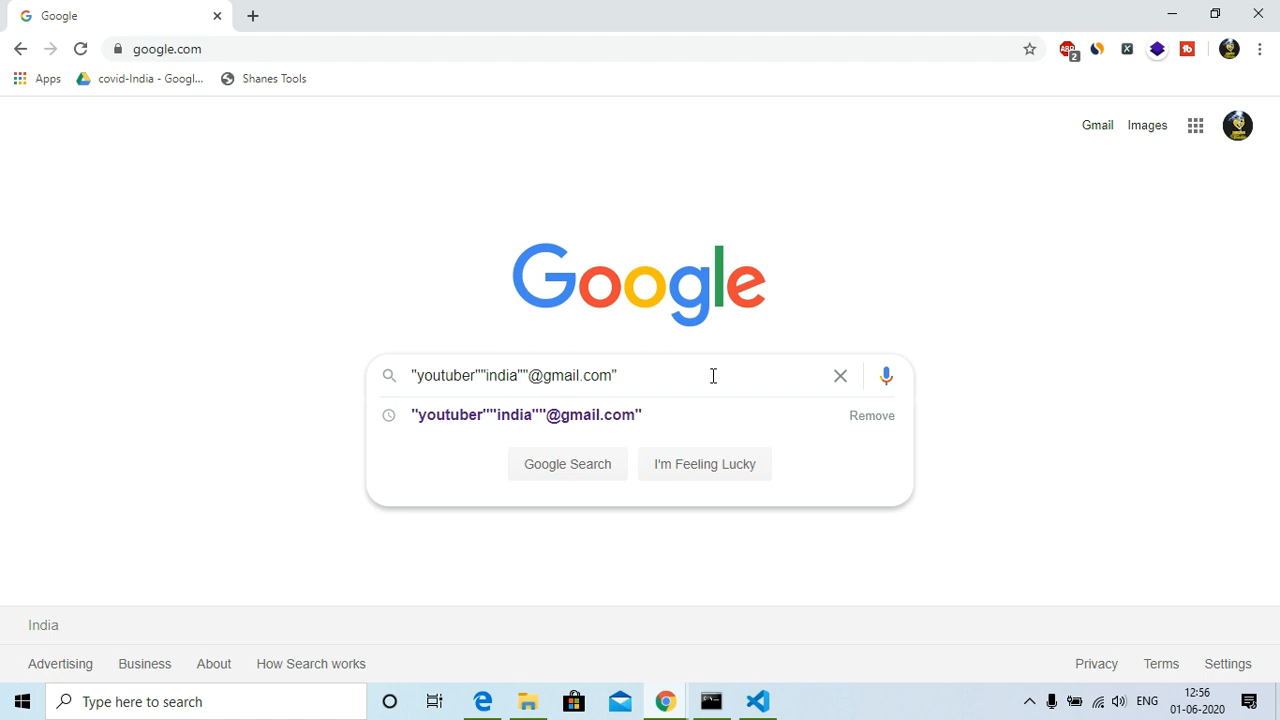 Google
google.com
2
Apps
covid-India - Googl...
Shanes Tools
Gmail Images
Google
"youtuber""india""@gmail.com"
"youtuber""india""@gmail.com"
Remove
Google Search
I'm Feeling Lucky
India
Advertising Business About How Search works
Privacy Terms Settings
Type here to search
ENG
12:56
01-06-2020